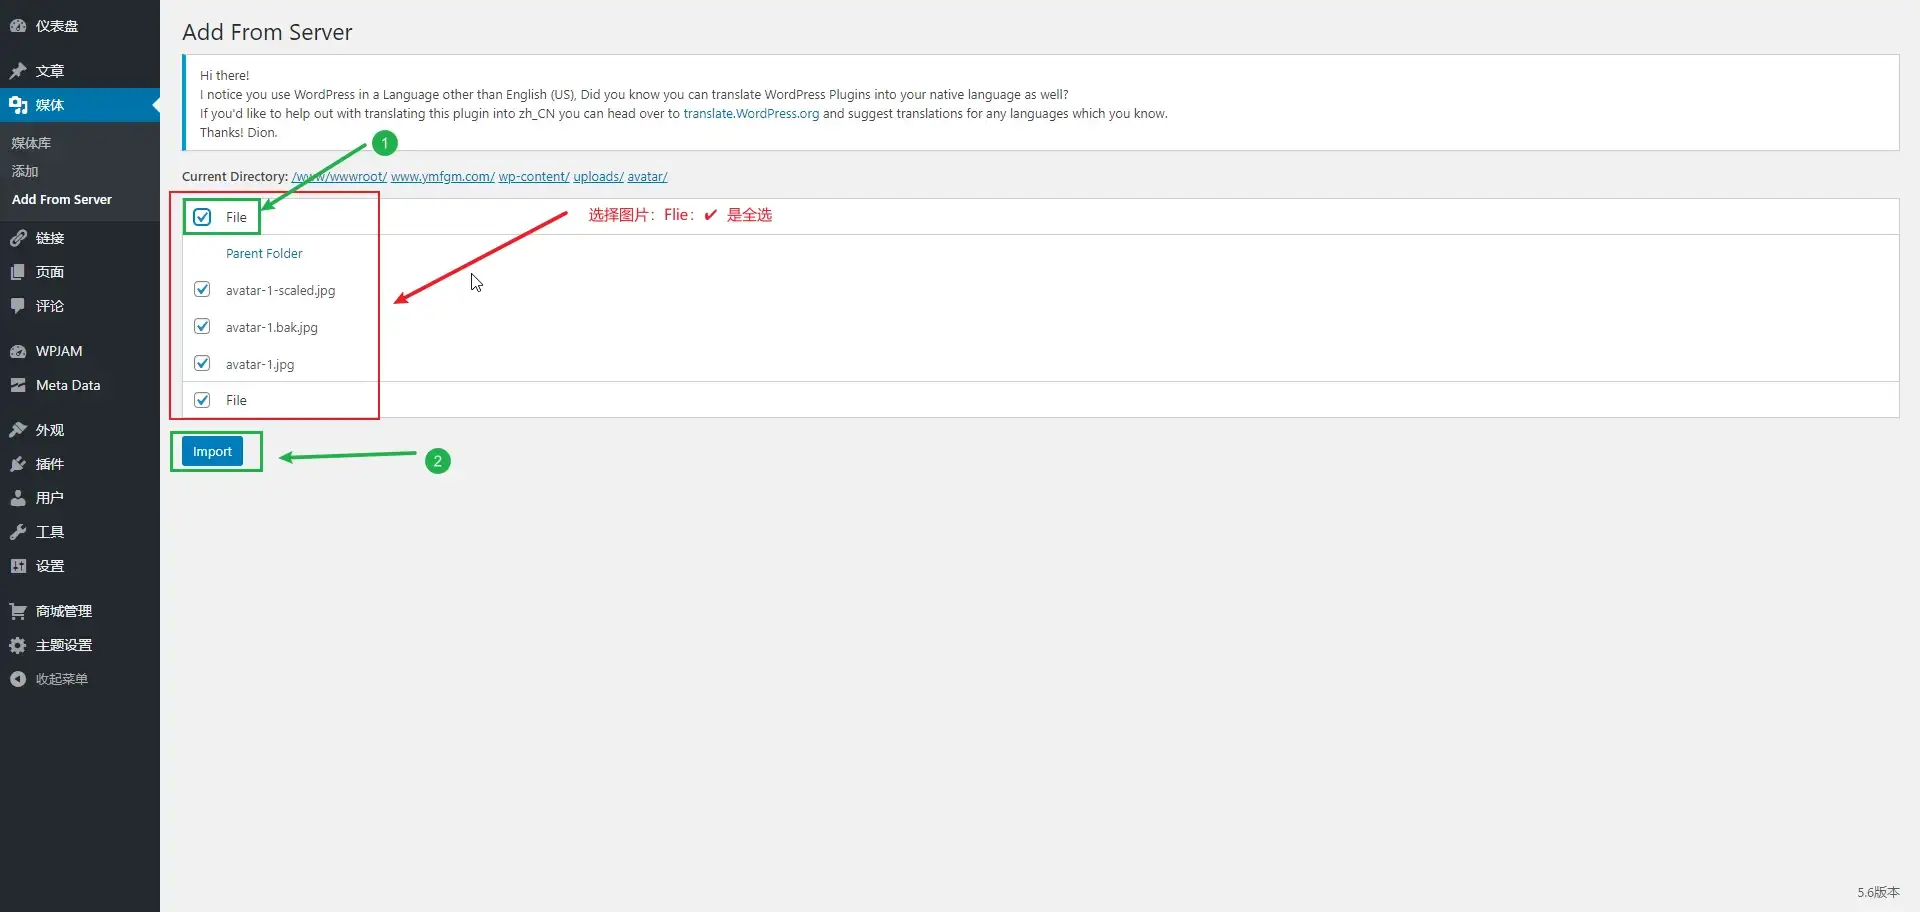 仪表盘
文章
媒体
媒体库
添加
Add From Server
链接
页面
评论
WPJAM
Meta Data
外观
插件
用户
工具
设置
商城管理
主题设置
收起菜单
Add From Server
Hi there!
I notice you use WordPress in a Language other than English (US), Did you know you can translate WordPress Plugins into your native language as well?
If you'd like to help out with translating this plugin into zh_CN you can head over to translate.WordPress.org and suggest translations for any languages which you know.
Thanks! Dion.
1
Current Directory: /www/wwwroot/ www.ymfgm.com/ wp-content/ uploads/ avatar/
File
选择图片：Flie：✔ 是全选
Parent Folder
avatar-1-scaled.jpg
avatar-1.bak.jpg
avatar-1.jpg
File
Import
2
5.6版本